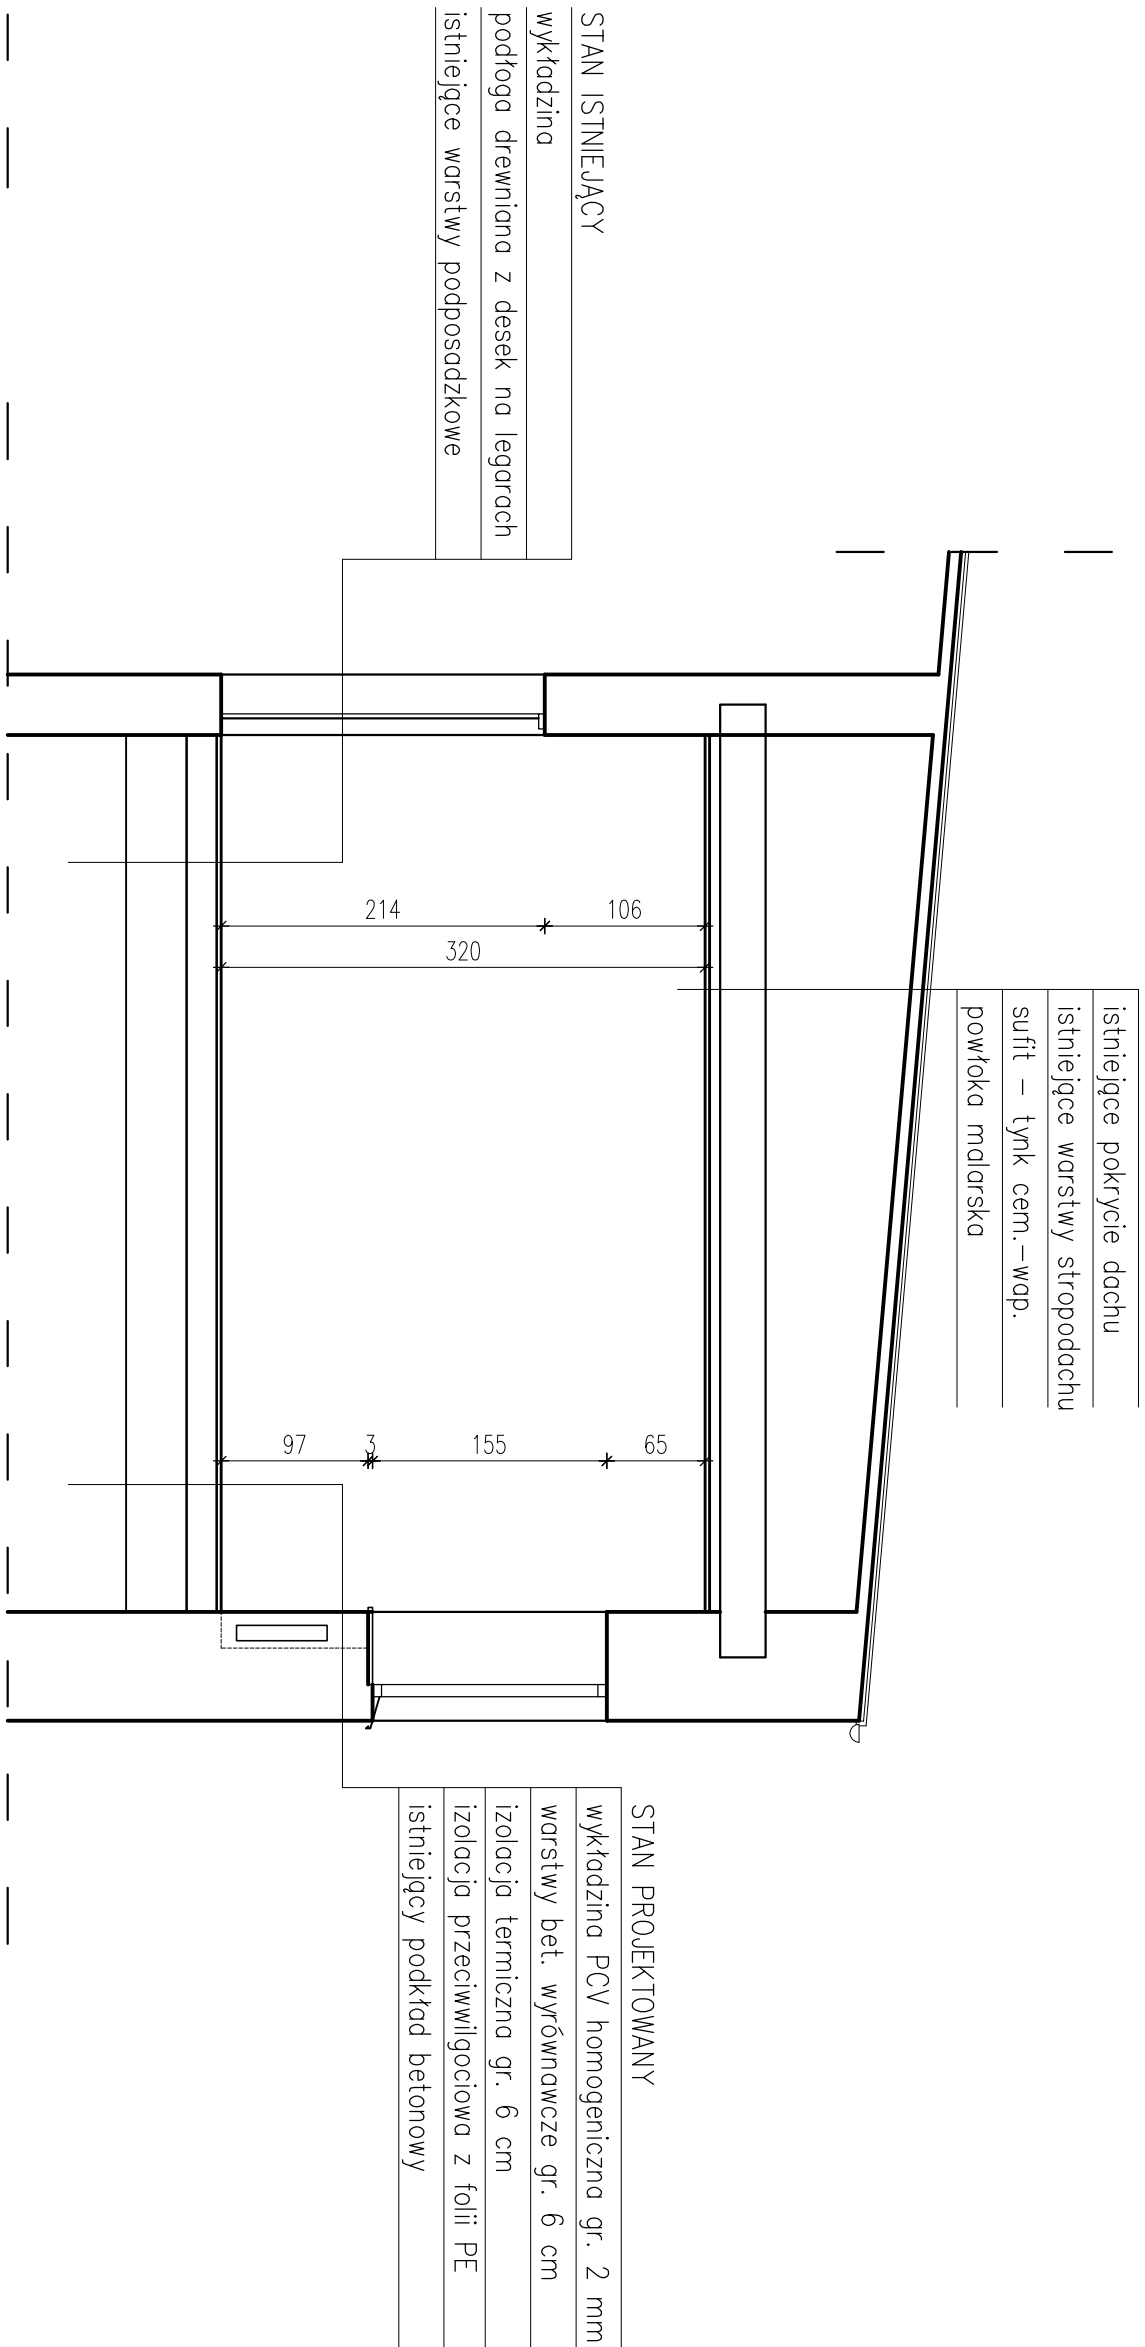 STAN ISTNIEJĄCY
wykładzina
podłoga drewniana z desek na legarach
istniejące warstwy podposadzkowe
istniejące pokrycie dachu
istniejące warstwy stropodachu
sufit – tynk cem.–wap.
powłoka malarska
214
106
320
97
3
155
65
STAN PROJEKTOWANY
wykładzina PCV homogeniczna gr. 2 mm
warstwy bet. wyrównawcze gr. 6 cm
izolacja termiczna gr. 6 cm
izolacja przeciwwilgociowa z folii PE
istniejący podkład betonowy